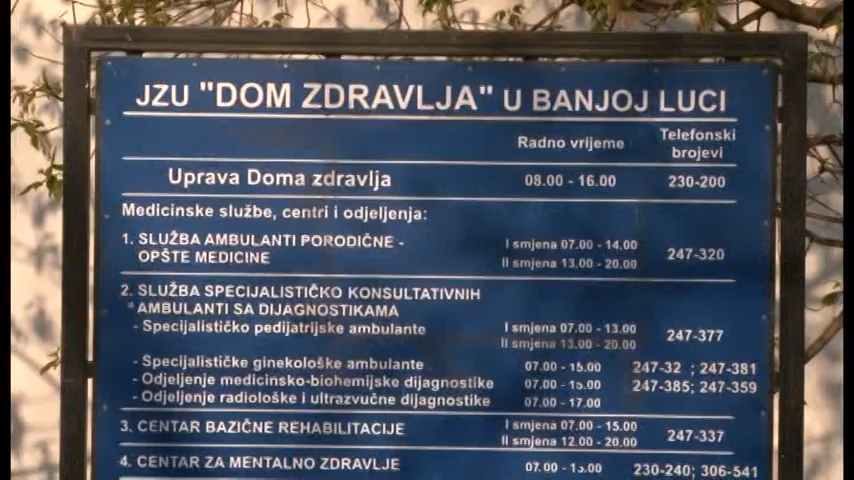 JZU "DOM ZDRAVLJA" U BANJOJ LUCI
Radno vrijeme Telefonski brojevi
Uprava Doma zdravlja 08.00 - 16.00 230-200
Medicinske službe, centri i odjeljenja:
1. SLUŽBA AMBULANTI PORODIČNE - I smjena 07.00 - 14.00
OPŠTE MEDICINE II smjena 13.00 - 20.00 247-320
2. SLUŽBA SPECIJALISTIČKO KONSULTATIVNIH
AMBULANTI SA DIJAGNOSTIKAMA
- Specijalističko pedijatrijske ambulante I smjena 07.00 - 13.00 247-377
II smjena 13.00 - 20.00
- Specijalističke ginekološke ambulante 07.00 - 15.00 247-32 ; 247-381
- Odjeljenje medicinsko-biohemijske dijagnostike 07.00 - 15.00 247-385; 247-359
- Odjeljenje radiološke i ultrazvučne dijagnostike 07.00 - 17.00
3. CENTAR BAZIČNE REHABILITACIJE I smjena 07.00 - 15.00 247-337
II smjena 12.00 - 20.00
4. CENTAR ZA MENTALNO ZDRAVLJE 07.00 - 230-240; 306-541